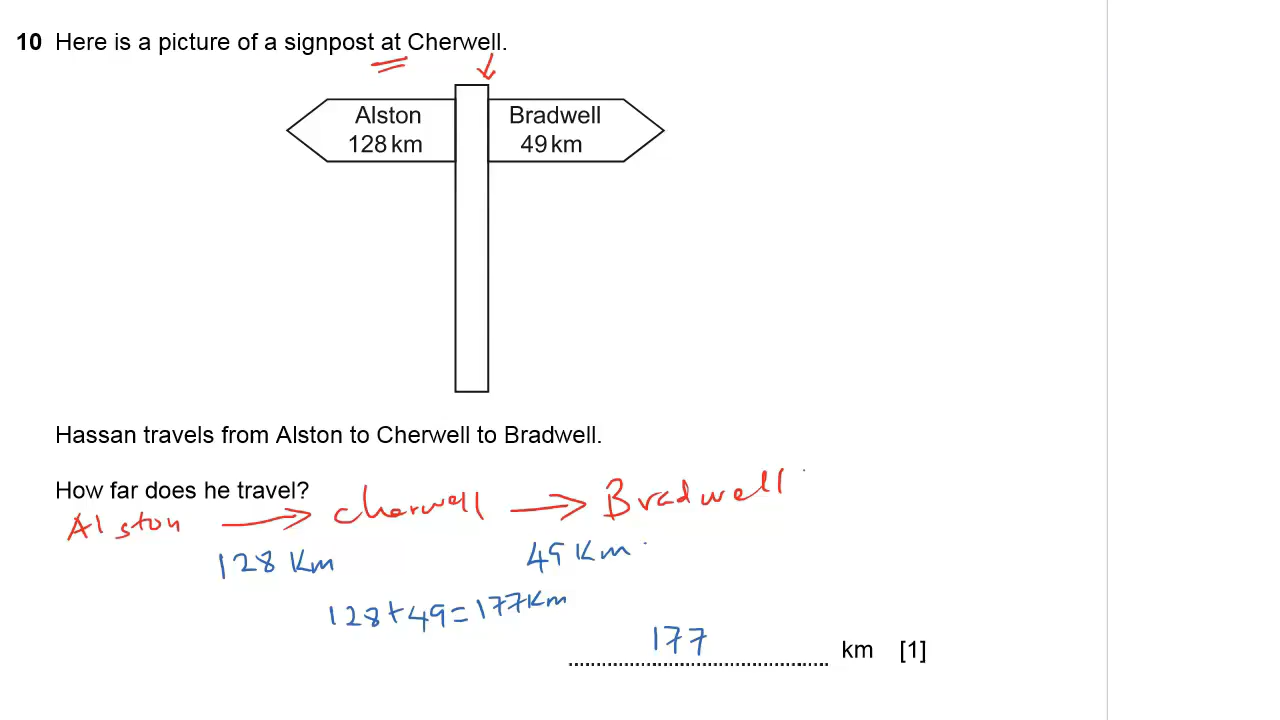 10 Here is a picture of a signpost at Cherwell.
Alston
128 km
Bradwell
49 km
Hassan travels from Alston to Cherwell to Bradwell.
How far does he travel?
Alston → Cherwell → Bradwell
128 Km 49 Km
128+49=177Km
177 km [1]